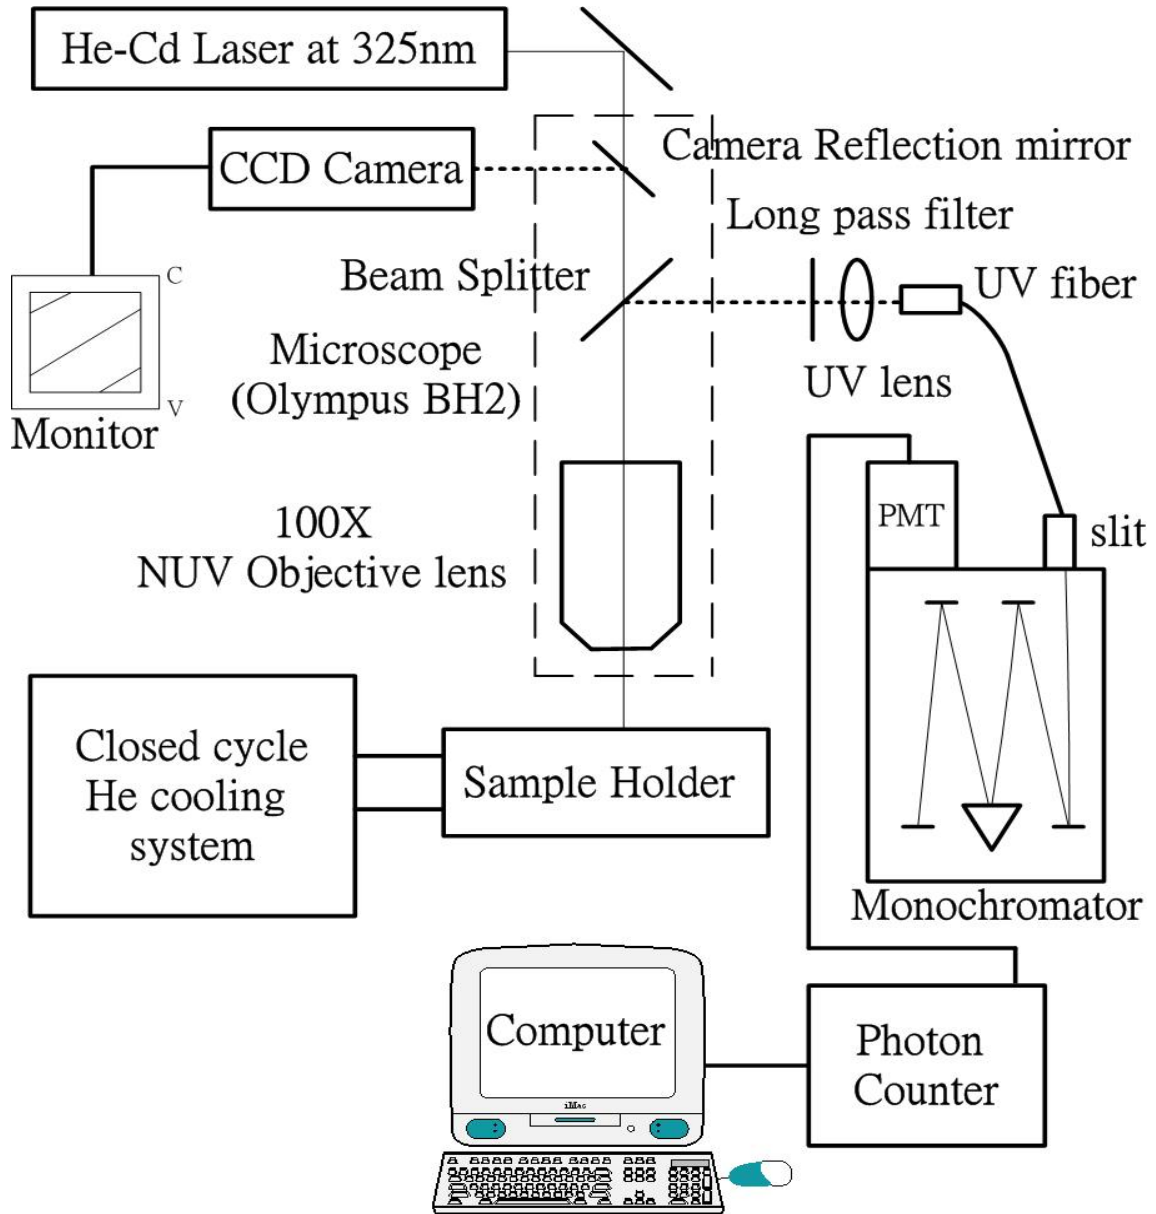 He-Cd Laser at 325nm
CCD Camera
Camera Reflection mirror
Long pass filter
Beam Splitter
UV fiber
C
V
Monitor
Microscope
(Olympus BH2)
UV lens
100X
NUV Objective lens
PMT
slit
Closed cycle
He cooling
system
Sample Holder
Monochromator
Computer
iMac
Photon
Counter